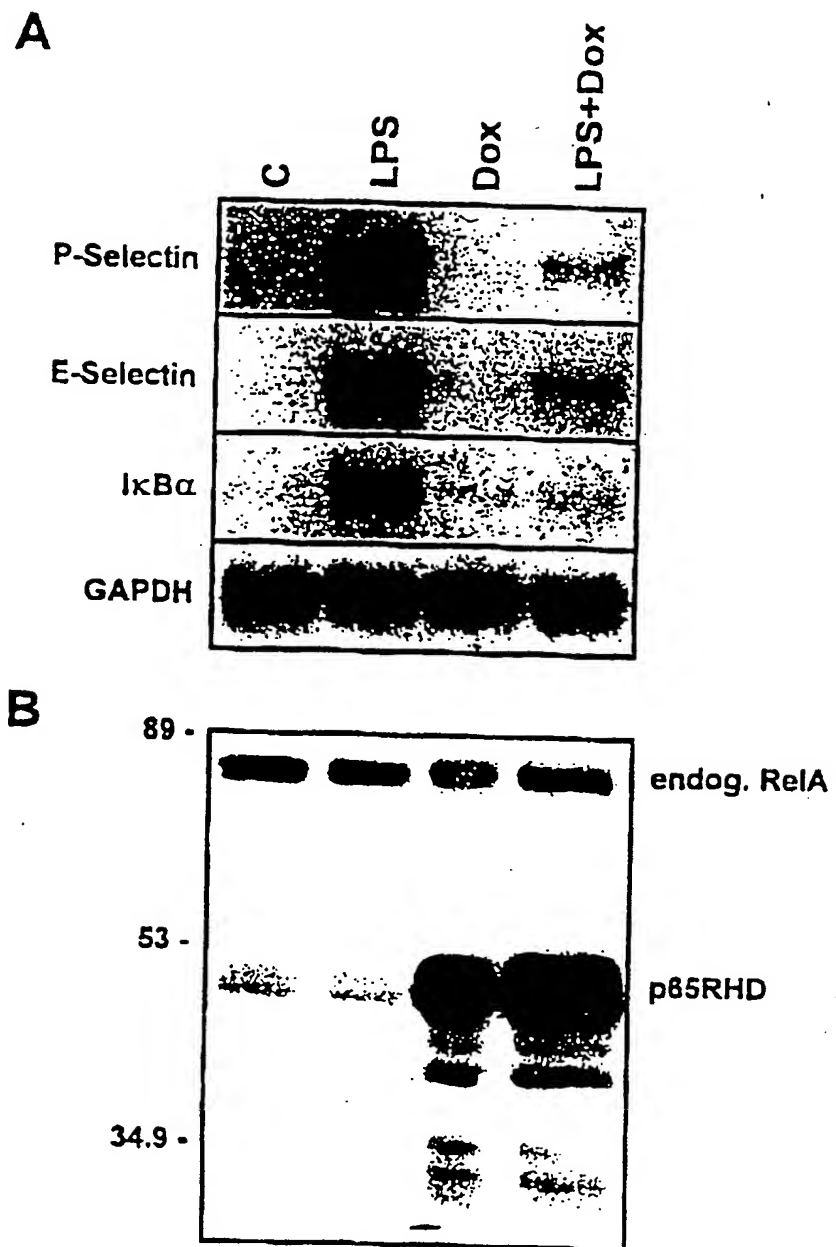 A
C LPS Dox LPS+Dox
P-Selectin
E-Selectin
IκBα
GAPDH
B
89 -
endog. RelA
53 -
p65RHD
34.9 -